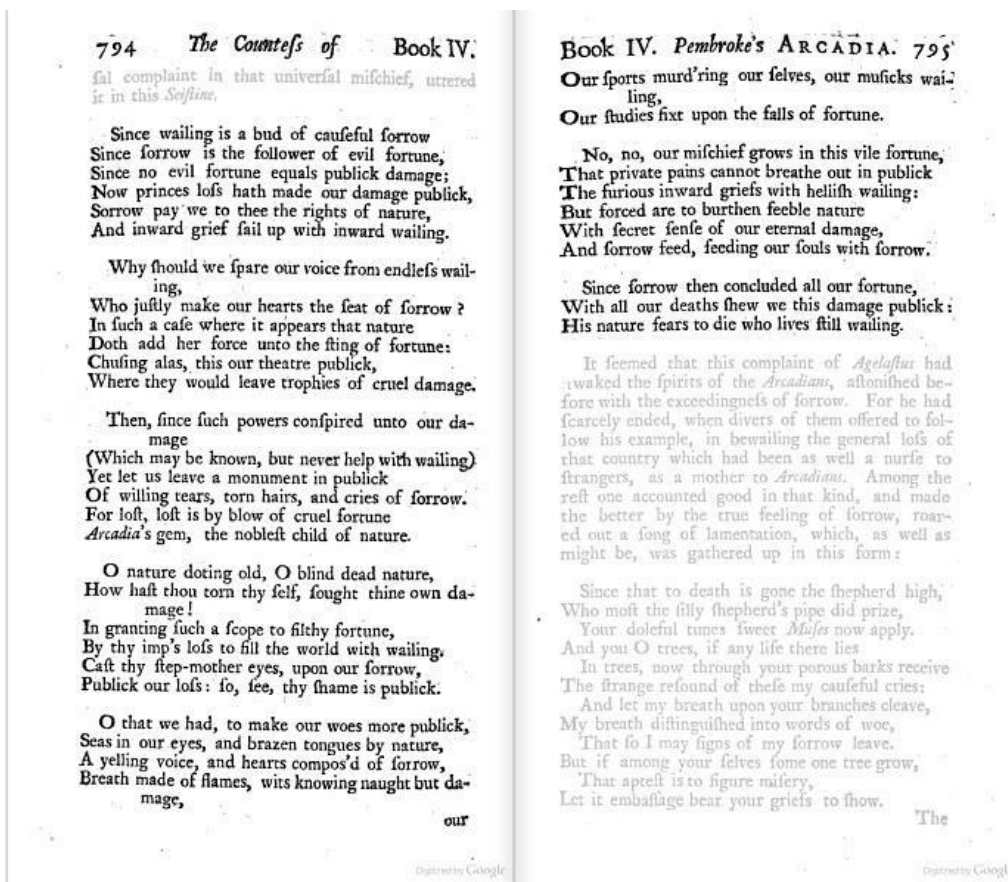 794 The Counteſs of Book IV.
ſal complaint in that univerſal miſchief, uttered
it in this Seiſtine.
Since wailing is a bud of cauſeful ſorrow
Since ſorrow is the follower of evil fortune,
Since no evil fortune equals publick damage;
Now princes loſs hath made our damage publick,
Sorrow pay we to thee the rights of nature,
And inward grief ſail up with inward wailing.
Why ſhould we ſpare our voice from endleſs wail-
ing,
Who juſtly make our hearts the ſeat of ſorrow ?
In ſuch a caſe where it appears that nature
Doth add her force unto the ſting of fortune:
Chuſing alas, this our theatre publick,
Where they would leave trophies of cruel damage.
Then, ſince ſuch powers conſpired unto our da-
mage
(Which may be known, but never help with wailing)
Yet let us leave a monument in publick
Of willing tears, torn hairs, and cries of ſorrow.
For loſt, loſt is by blow of cruel fortune
Arcadia's gem, the nobleſt child of nature.
O nature doting old, O blind dead nature,
How haſt thou torn thy ſelf, ſought thine own da-
mage !
In granting ſuch a ſcope to filthy fortune,
By thy imp's loſs to fill the world with wailing.
Caſt thy ſtep-mother eyes, upon our ſorrow,
Publick our loſs: ſo, ſee, thy ſhame is publick.
O that we had, to make our woes more publick,
Seas in our eyes, and brazen tongues by nature,
A yelling voice, and hearts compos'd of ſorrow,
Breath made of flames, wits knowing naught but da-
mage,
our
Digitized by Google
Book IV. Pembroke's ARCADIA. 795
Our ſports murd'ring our ſelves, our muſicks wai-
ling,
Our ſtudies fixt upon the falls of fortune.
No, no, our miſchief grows in this vile fortune,
That private pains cannot breathe out in publick
The furious inward griefs with helliſh wailing:
But forced are to burthen feeble nature
With ſecret ſenſe of our eternal damage,
And ſorrow feed, feeding our ſouls with ſorrow.
Since ſorrow then concluded all our fortune,
With all our deaths ſhew we this damage publick:
His nature fears to die who lives ſtill wailing.
It ſeemed that this complaint of Agelaſtus had
waked the ſpirits of the Arcadians, aſtoniſhed be-
fore with the exceedingneſs of ſorrow. For he had
ſcarcely ended, when divers of them offered to fol-
low his example, in bewailing the general loſs of
that country which had been as well a nurſe to
ſtrangers, as a mother to Arcadians. Among the
reſt one accounted good in that kind, and made
the better by the true feeling of ſorrow, roar-
ed out a ſong of lamentation, which, as well as
might be, was gathered up in this form :
Since that to death is gone the ſhepherd high,
Who moſt the ſilly ſhepherd's pipe did prize,
Your doleful tunes ſweet Muſes now apply.
And you O trees, if any life there lies
In trees, now through your porous barks receive
The ſtrange reſound of theſe my cauſeful cries:
And let my breath upon your branches cleave,
My breath diſtinguiſhed into words of woe,
That ſo I may ſigns of my ſorrow leave.
But if among your ſelves ſome one tree grow,
That apteſt is to figure miſery,
Let it embaſſage bear your griefs to ſhow.
The
Digitized by Google